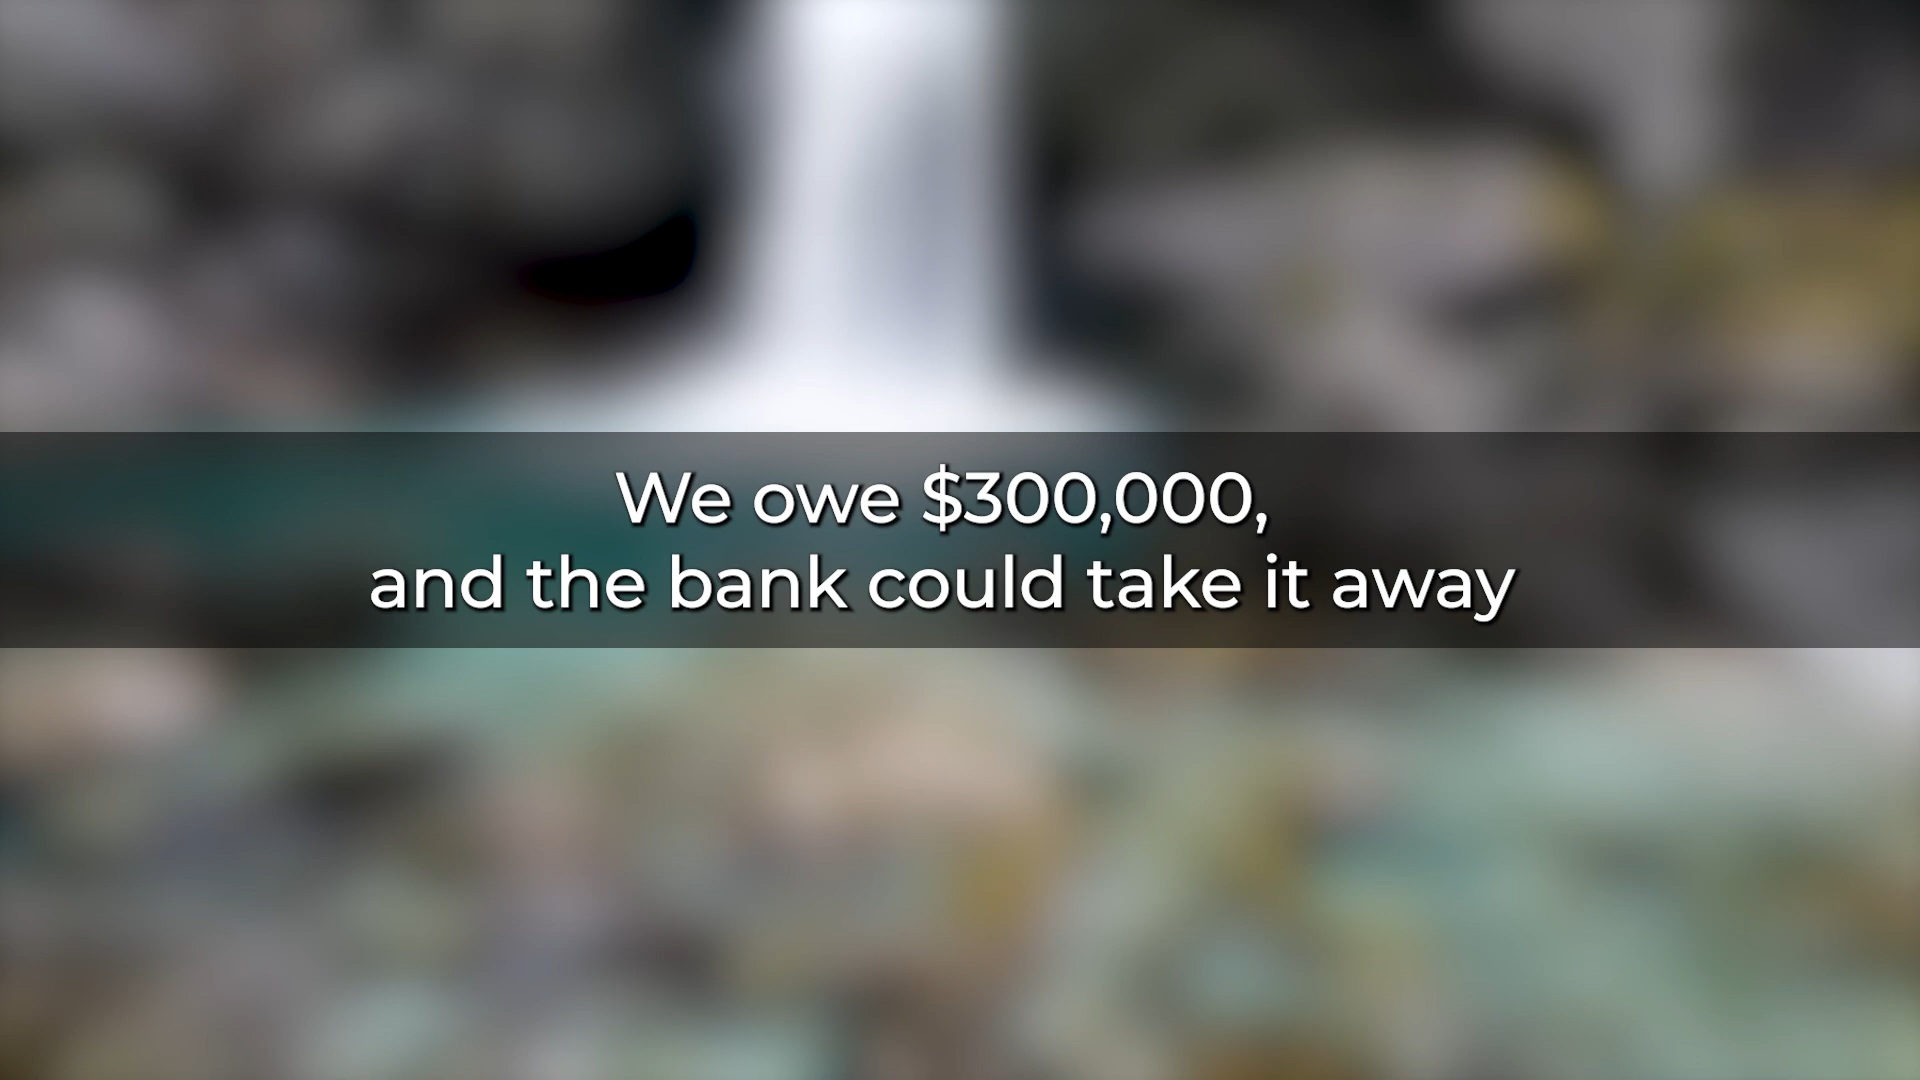 We owe $300,000,
and the bank could take it away